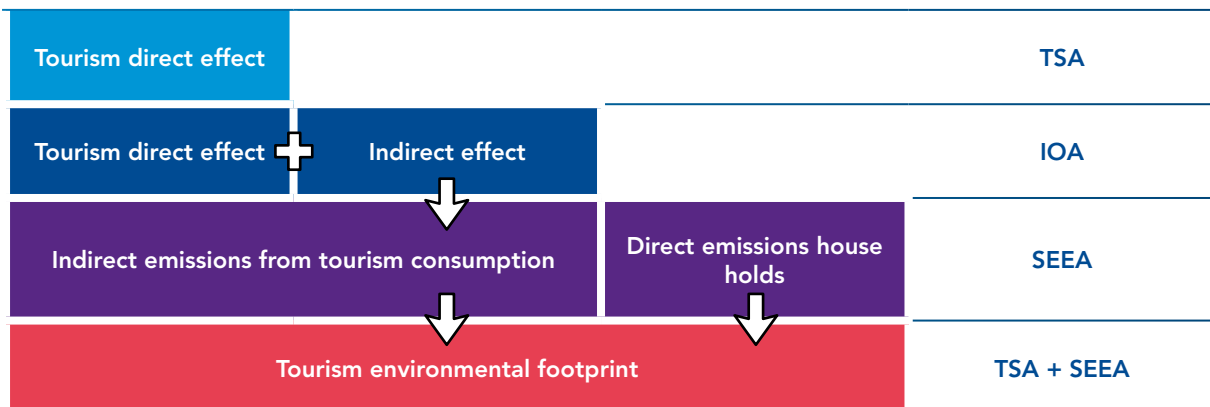 Tourism direct effect
TSA
Tourism direct effect
Indirect effect
IOA
Indirect emissions from tourism consumption
Direct emissions house
holds
SEEA
Tourism environmental footprint
TSA + SEEA